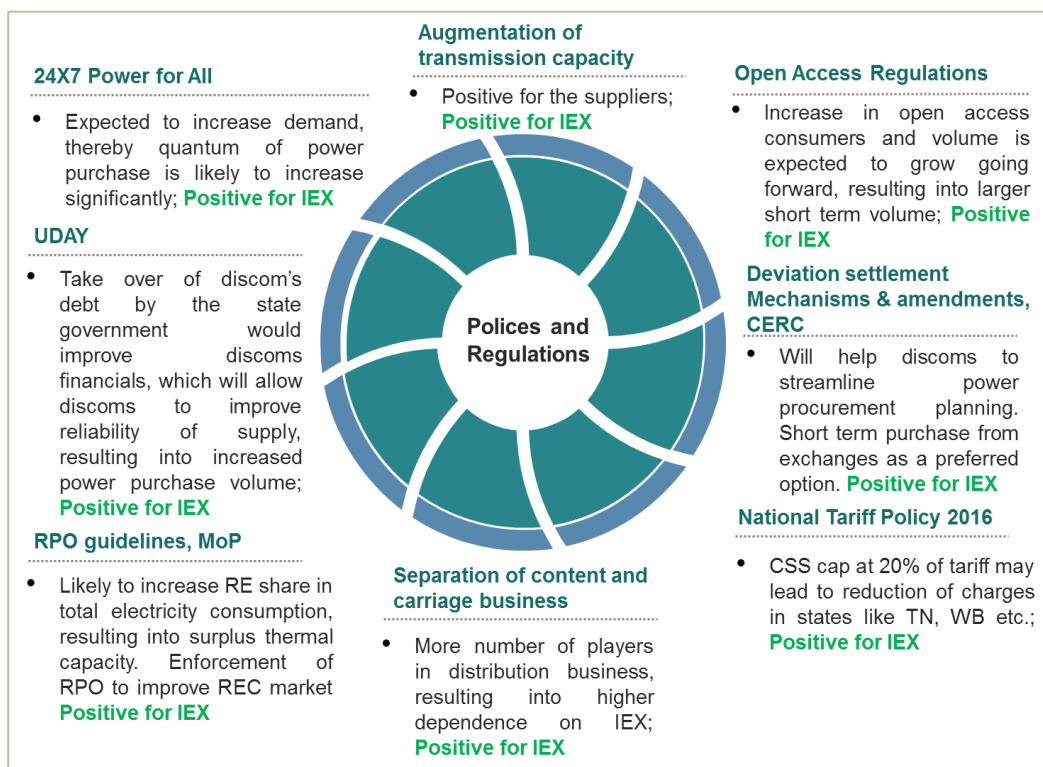 24X7 Power for All
• Expected to increase demand,
thereby quantum of power
purchase is likely to increase
significantly; Positive for IEX
UDAY
• Take over of discom’s
debt by the state
government would
improve discoms
financials, which will allow
discoms to improve
reliability of supply,
resulting into increased
power purchase volume;
Positive for IEX
RPO guidelines, MoP
• Likely to increase RE share in
total electricity consumption,
resulting into surplus thermal
capacity. Enforcement of
RPO to improve REC market
Positive for IEX
Augmentation of
transmission capacity
• Positive for the suppliers;
Positive for IEX
Polices and
Regulations
Separation of content and
carriage business
• More number of players
in distribution business,
resulting into higher
dependence on IEX;
Positive for IEX
Open Access Regulations
• Increase in open access
consumers and volume is
expected to grow going
forward, resulting into larger
short term volume; Positive
for IEX
Deviation settlement
Mechanisms & amendments,
CERC
• Will help discoms to
streamline power
procurement planning.
Short term purchase from
exchanges as a preferred
option. Positive for IEX
National Tariff Policy 2016
• CSS cap at 20% of tariff may
lead to reduction of charges
in states like TN, WB etc.;
Positive for IEX